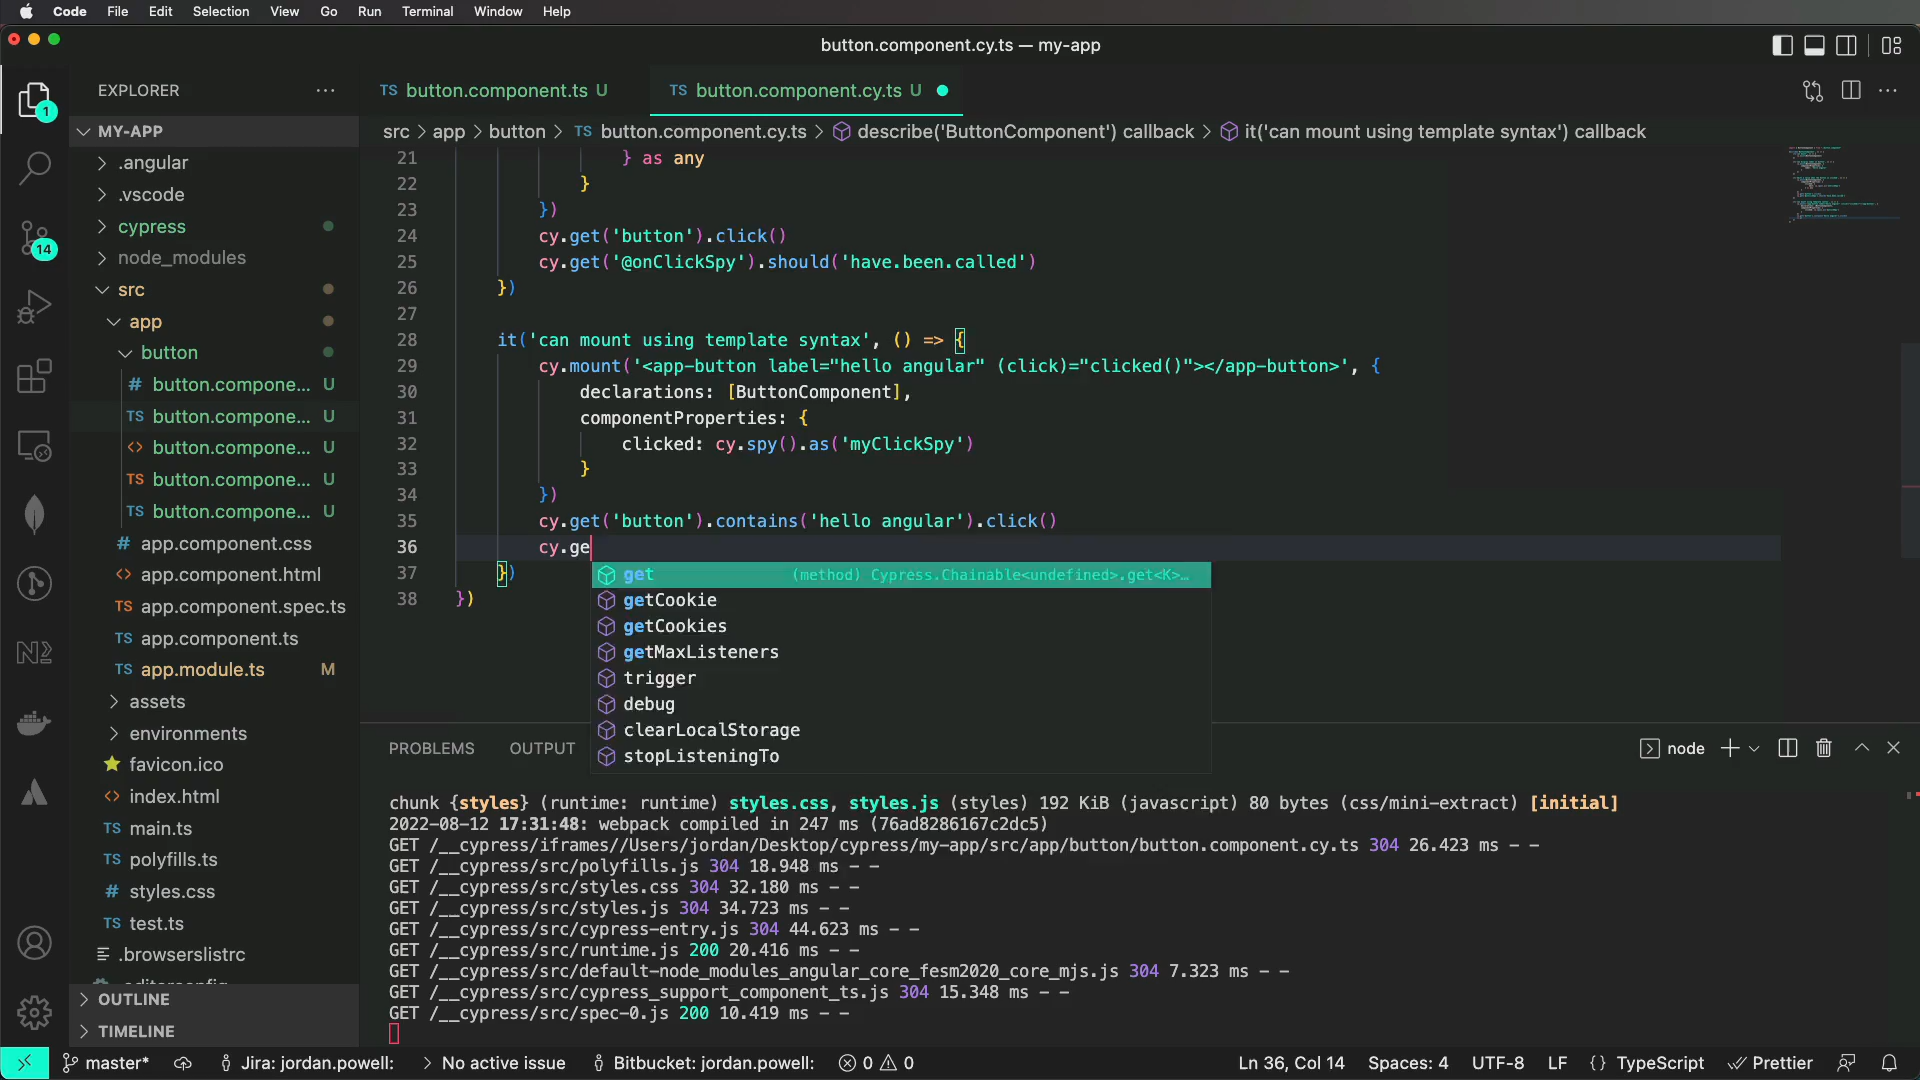 Code File Edit Selection View Go Run Terminal Window Help
button.component.cy.ts — my-app
EXPLORER
1
14
MY-APP
.angular
.vscode
cypress
node_modules
src
app
button
# button.compone... U
TS button.compone... U
<> button.compone... U
TS button.compone... U
TS button.compone... U
# app.component.css
<> app.component.html
TS app.component.spec.ts
TS app.component.ts
TS app.module.ts M
assets
environments
favicon.ico
<> index.html
TS main.ts
TS polyfills.ts
# styles.css
TS test.ts
.browserslistrc
OUTLINE
TIMELINE
TS button.component.ts U
TS button.component.cy.ts U
src > app > button > TS button.component.cy.ts > describe('ButtonComponent') callback > it('can mount using template syntax') callback
21 } as any
22 }
23 })
24 cy.get('button').click()
25 cy.get('@onClickSpy').should('have.been.called')
26 })
27
28 it('can mount using template syntax', () => {
29 cy.mount('<app-button label="hello angular" (click)="clicked()"></app-button>', {
30 declarations: [ButtonComponent],
31 componentProperties: {
32 clicked: cy.spy().as('myClickSpy')
33 }
34 })
35 cy.get('button').contains('hello angular').click()
36 cy.ge
37 })
38 })
get (method) Cypress.Chainable<undefined>.get<K>…
getCookie
getCookies
getMaxListeners
trigger
debug
clearLocalStorage
stopListeningTo
PROBLEMS OUTPUT
node
chunk {styles} (runtime: runtime) styles.css, styles.js (styles) 192 KiB (javascript) 80 bytes (css/mini-extract) [initial]
2022-08-12 17:31:48: webpack compiled in 247 ms (76ad8286167c2dc5)
GET /__cypress/iframes//Users/jordan/Desktop/cypress/my-app/src/app/button/button.component.cy.ts 304 26.423 ms - -
GET /__cypress/src/polyfills.js 304 18.948 ms - -
GET /__cypress/src/styles.css 304 32.180 ms - -
GET /__cypress/src/styles.js 304 34.723 ms - -
GET /__cypress/src/cypress-entry.js 304 44.623 ms - -
GET /__cypress/src/runtime.js 200 20.416 ms - -
GET /__cypress/src/default-node_modules_angular_core_fesm2020_core_mjs.js 304 7.323 ms - -
GET /__cypress/src/cypress_support_component_ts.js 304 15.348 ms - -
GET /__cypress/src/spec-0.js 200 10.419 ms - -
master* Jira: jordan.powell: > No active issue Bitbucket: jordan.powell: 0 0 Ln 36, Col 14 Spaces: 4 UTF-8 LF {} TypeScript Prettier